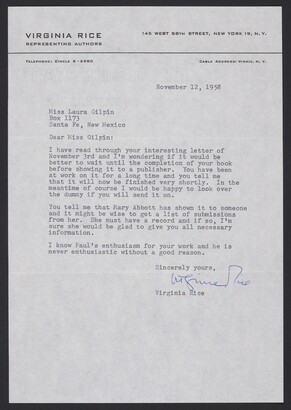 VIRGINIA RICE
REPRESENTING AUTHORS
145 WEST 58TH STREET, NEW YORK 19, N. Y.
TELEPHONE: CIRCLE 6-2580
CABLE ADDRESS: VIRRIC, N. Y.
November 12, 1958
Miss Laura Gilpin
Box 1173
Santa Fe, New Mexico
Dear Miss Gilpin:
I have read through your interesting letter of
November 3rd and I'm wondering if it would be
better to wait until the completion of your book
before showing it to a publisher. You have been
at work on it for a long time and you tell me
that it will now be finished very shortly. In the
meantime of course I would be happy to look over
the dummy if you will send it on.
You tell me that Mary Abbott has shown it to someone
and it might be wise to get a list of submissions
from her. She must have a record and if so, I'm
sure she would be glad to give you all necessary
information.
I know Paul's enthusiasm for your work and he is
never enthusiastic without a good reason.
Sincerely yours,
Virginia Rice
Virginia Rice